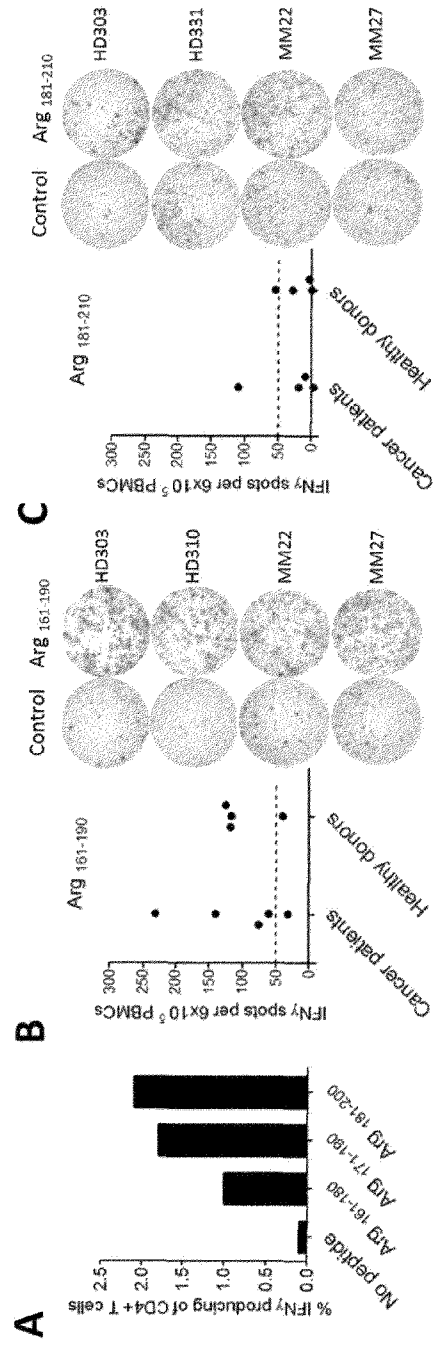 A
% IFNγ producing of CD4+ T cells
2.5
2.0
1.5
1.0
0.5
0.0
No peptide
Arg 161-180
Arg 171-190
Arg 181-200
B
Arg 161-190
IFNγ spots per 6x10^5 PBMCs
300
250
200
150
100
50
0
Cancer patients
Healthy donors
Control
Arg 161-190
HD303
HD310
MM22
MM27
C
Arg 181-210
IFNγ spots per 6x10^5 PBMCs
300
250
200
150
100
50
0
Cancer patients
Healthy donors
Control
Arg 181-210
HD303
HD331
MM22
MM27